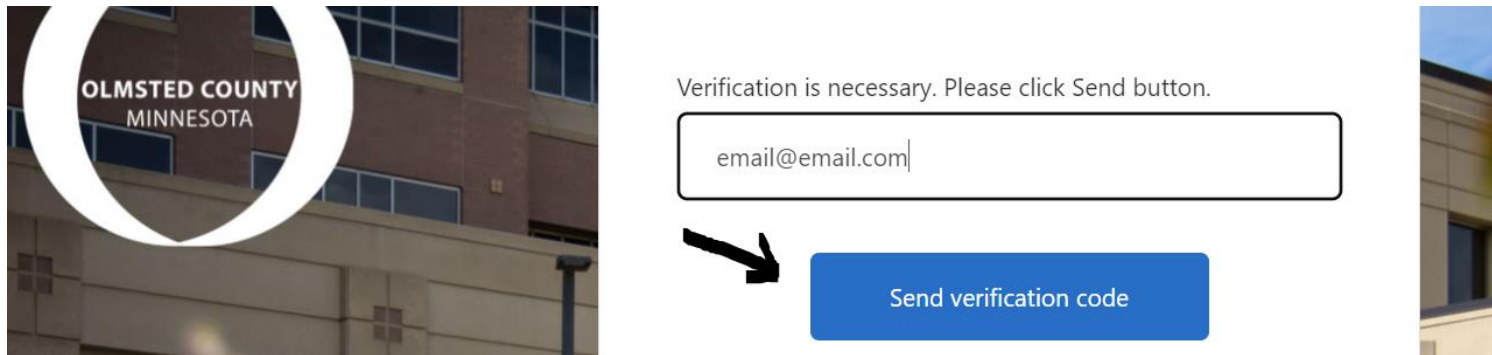 OLMSTED COUNTY
MINNESOTA
Verification is necessary. Please click Send button.
email@email.com
Send verification code